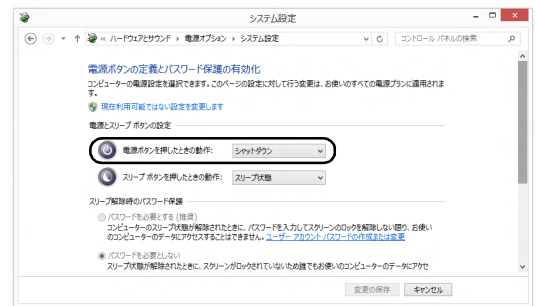 システム設定
« ハードウェアとサウンド › 電源オプション › システム設定
コントロール パネルの検索
電源ボタンの定義とパスワード保護の有効化
コンピューターの電源設定を選択できます。このページの設定に対して行う変更は、お使いのすべての電源プランに適用されま
す。
現在利用可能ではない設定を変更します
電源とスリープ ボタンの設定
電源ボタンを押したときの動作: シャットダウン
スリープ ボタンを押したときの動作: スリープ状態
スリープ解除時のパスワード保護
パスワードを必要とする (推奨)
コンピューターのスリープ状態が解除されたときに、パスワードを入力してスクリーンのロックを解除しない限り、お使い
のコンピューターのデータにアクセスすることはできません。ユーザー アカウント パスワードの作成または変更
パスワードを必要としない
スリープ状態が解除されたときに、スクリーンがロックされていないため誰でもお使いのコンピューターのデータにアクセ
変更の保存 キャンセル